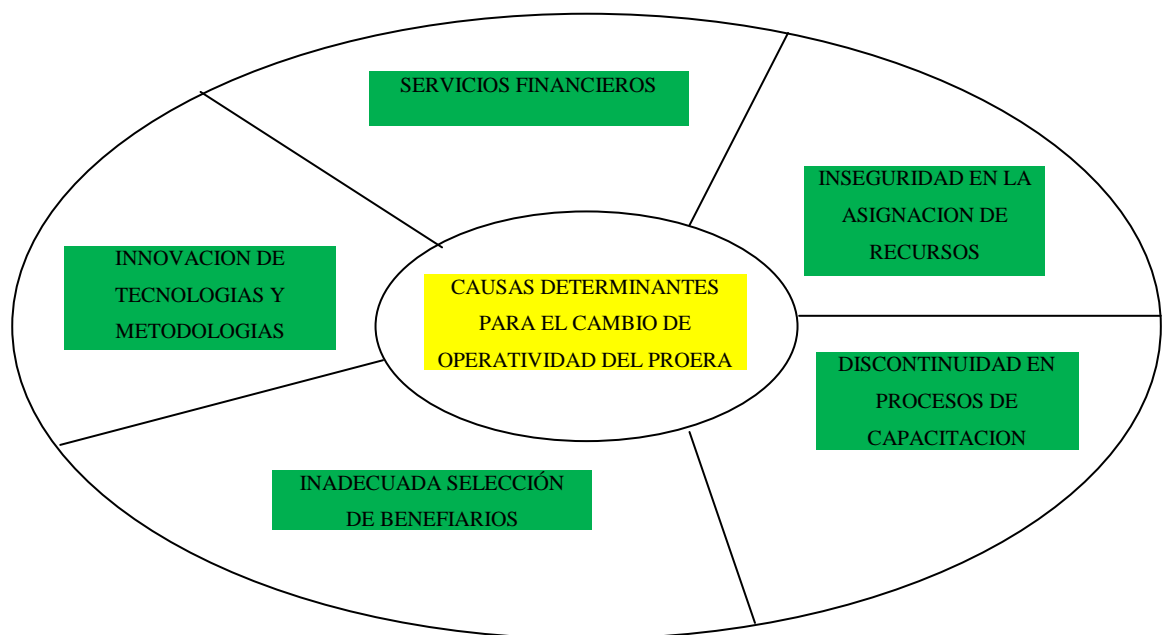 SERVICIOS FINANCIEROS
INSEGURIDAD EN LA
ASIGNACION DE
RECURSOS
INNOVACION DE
TECNOLOGIAS Y
METODOLOGIAS
CAUSAS DETERMINANTES
PARA EL CAMBIO DE
OPERATIVIDAD DEL PROERA
DISCONTINUIDAD EN
PROCESOS DE
CAPACITACION
INADECUADA SELECCIÓN
DE BENEFIARIOS